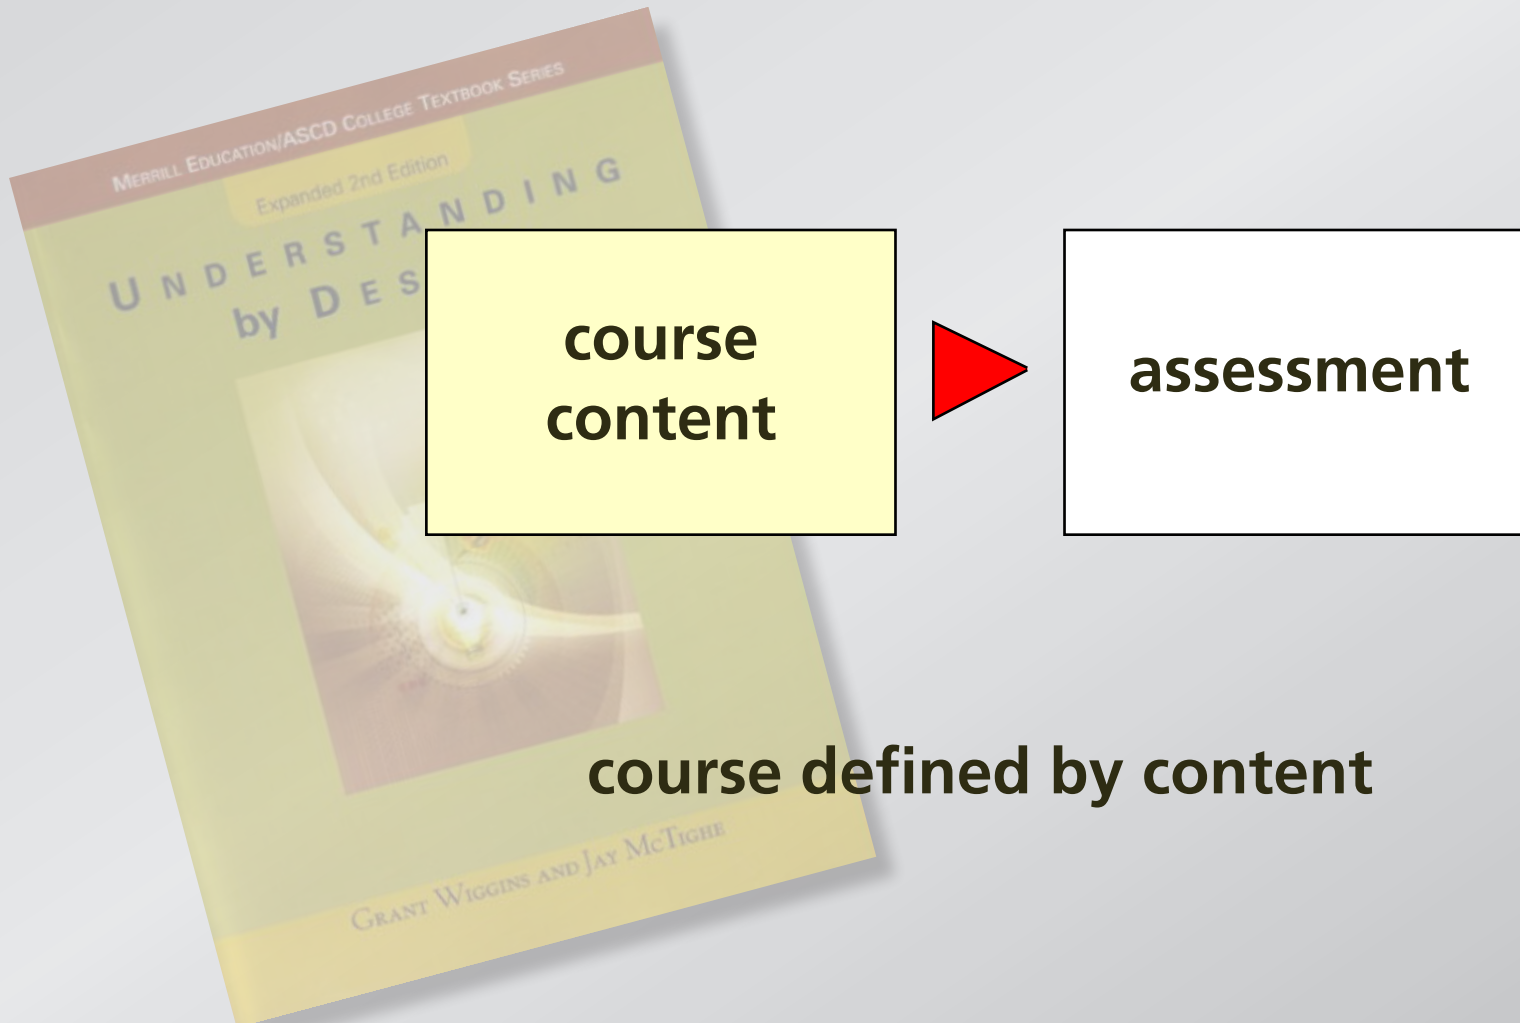 MERRILL EDUCATION/ASCD COLLEGE TEXTBOOK SERIES
Expanded 2nd Edition
UNDERSTANDING
by DES
course
content
assessment
course defined by content
GRANT WIGGINS AND JAY MCTIGHE